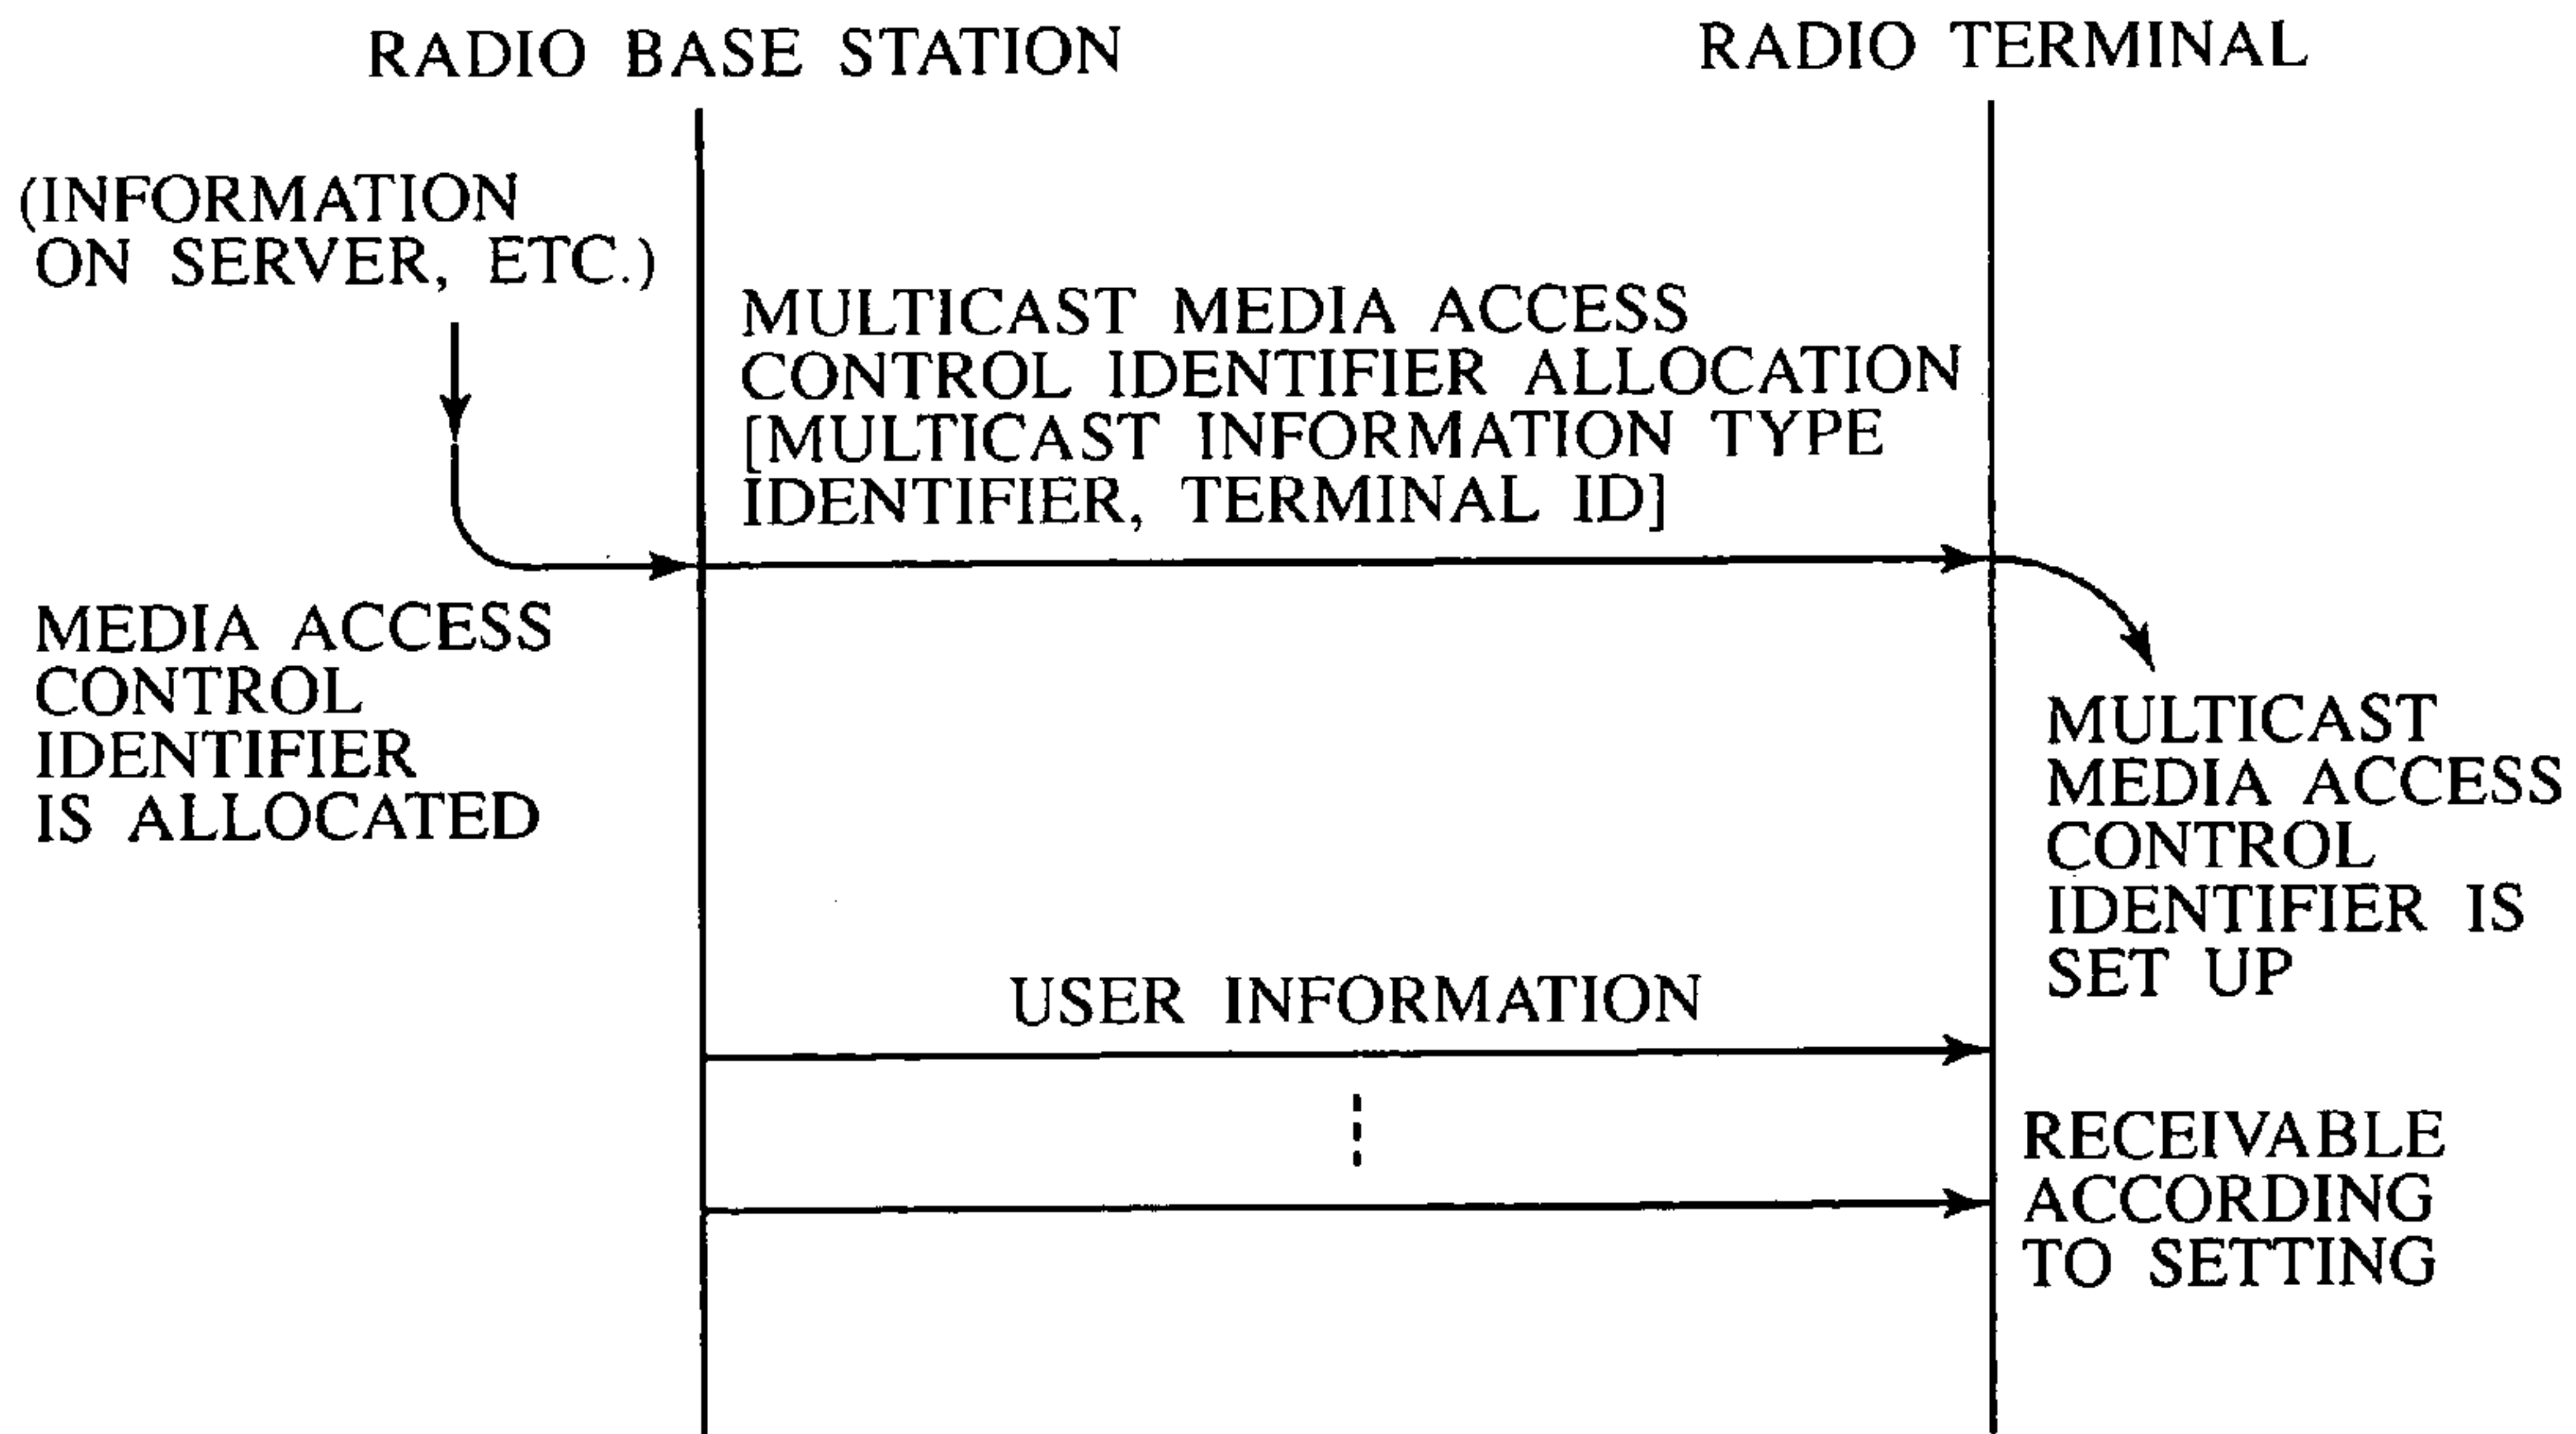 RADIO BASE STATION
RADIO TERMINAL
(INFORMATION
ON SERVER, ETC.)
MULTICAST MEDIA ACCESS
CONTROL IDENTIFIER ALLOCATION
[MULTICAST INFORMATION TYPE
IDENTIFIER, TERMINAL ID]
MEDIA ACCESS
CONTROL
IDENTIFIER
IS ALLOCATED
MULTICAST
MEDIA ACCESS
CONTROL
IDENTIFIER IS
SET UP
USER INFORMATION
RECEIVABLE
ACCORDING
TO SETTING